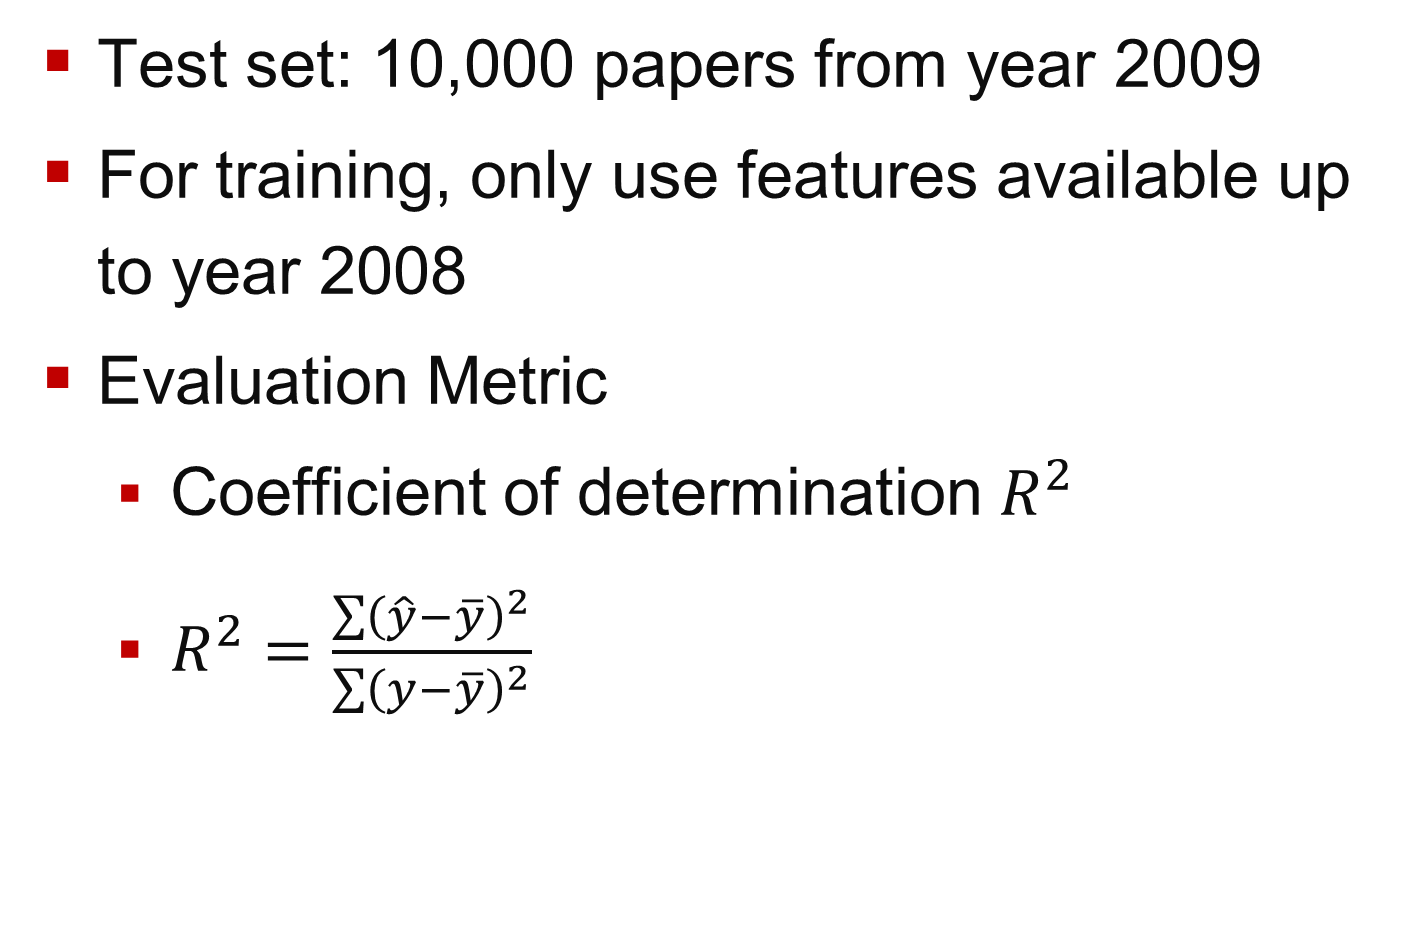 ▪ Test set: 10,000 papers from year 2009
▪ For training, only use features available up
to year 2008
▪ Evaluation Metric
▪ Coefficient of determination R²
▪ R² = ∑(ŷ−ȳ)² / ∑(y−ȳ)²